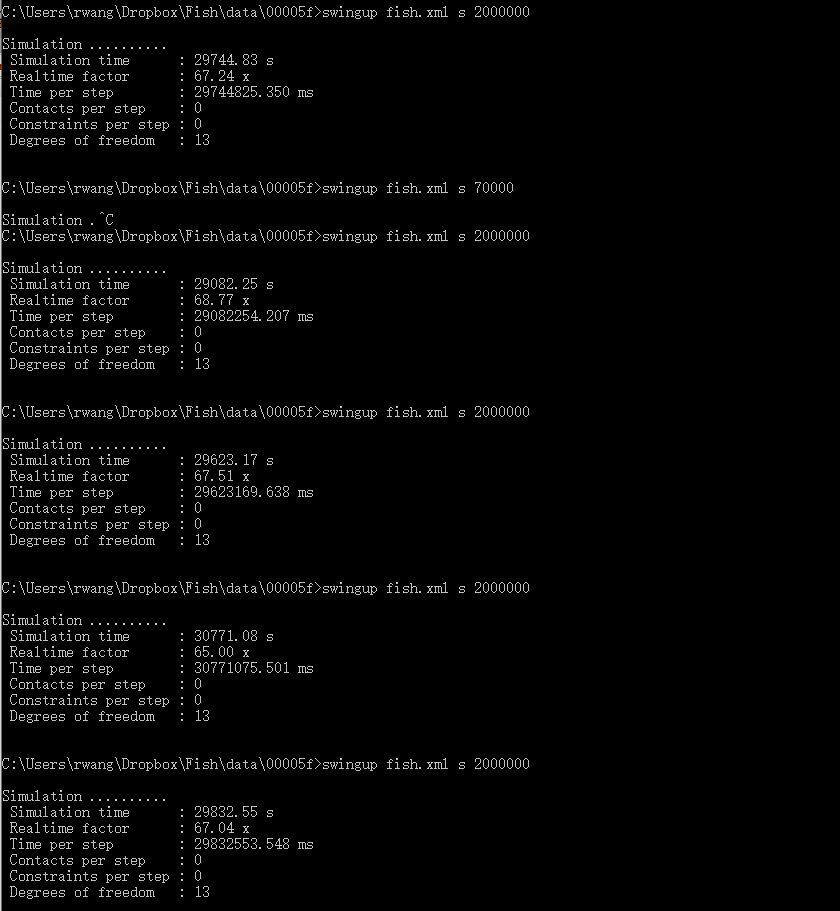 C:\Users\rwang\Dropbox\Fish\data\00005f>swingup fish.xml s 2000000
Simulation ..........
Simulation time : 29744.83 s
Realtime factor : 67.24 x
Time per step : 29744825.350 ms
Contacts per step : 0
Constraints per step : 0
Degrees of freedom : 13
C:\Users\rwang\Dropbox\Fish\data\00005f>swingup fish.xml s 70000
Simulation .^C
C:\Users\rwang\Dropbox\Fish\data\00005f>swingup fish.xml s 2000000
Simulation ..........
Simulation time : 29082.25 s
Realtime factor : 68.77 x
Time per step : 29082254.207 ms
Contacts per step : 0
Constraints per step : 0
Degrees of freedom : 13
C:\Users\rwang\Dropbox\Fish\data\00005f>swingup fish.xml s 2000000
Simulation ..........
Simulation time : 29623.17 s
Realtime factor : 67.51 x
Time per step : 29623169.638 ms
Contacts per step : 0
Constraints per step : 0
Degrees of freedom : 13
C:\Users\rwang\Dropbox\Fish\data\00005f>swingup fish.xml s 2000000
Simulation ..........
Simulation time : 30771.08 s
Realtime factor : 65.00 x
Time per step : 30771075.501 ms
Contacts per step : 0
Constraints per step : 0
Degrees of freedom : 13
C:\Users\rwang\Dropbox\Fish\data\00005f>swingup fish.xml s 2000000
Simulation ..........
Simulation time : 29832.55 s
Realtime factor : 67.04 x
Time per step : 29832553.548 ms
Contacts per step : 0
Constraints per step : 0
Degrees of freedom : 13